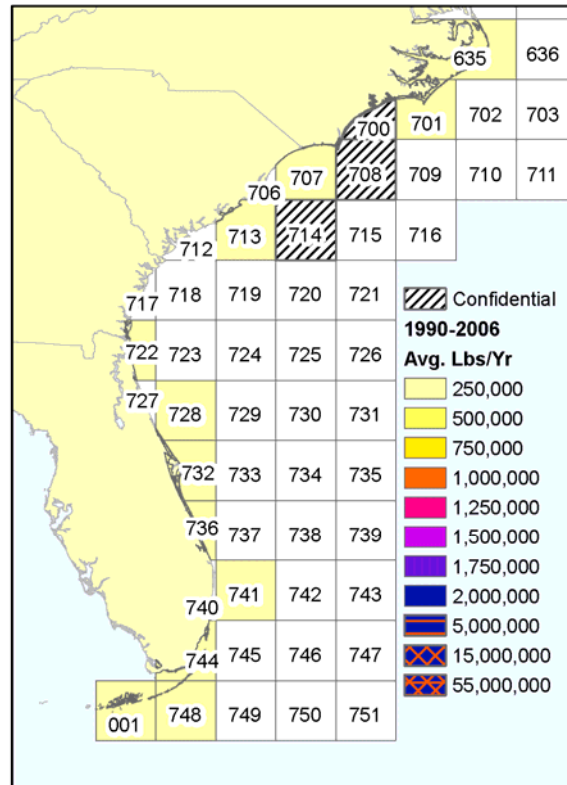 635 636
700 701 702 703
706 707 708 709 710 711
712 713 714 715 716
717 718 719 720 721
722 723 724 725 726
727 728 729 730 731
732 733 734 735
736 737 738 739
740 741 742 743
744 745 746 747
001 748 749 750 751
Confidential
1990-2006
Avg. Lbs/Yr
250,000
500,000
750,000
1,000,000
1,250,000
1,500,000
1,750,000
2,000,000
5,000,000
15,000,000
55,000,000